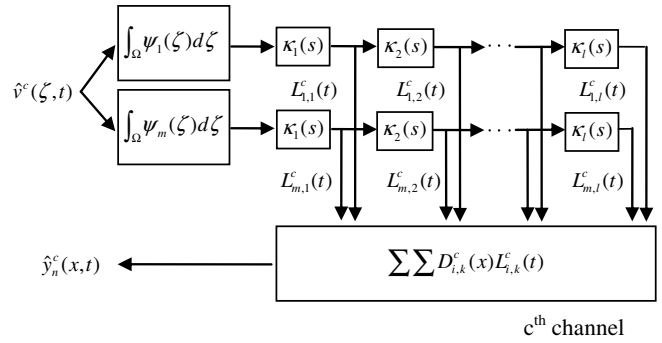 ∫_Ω ψ_1(ζ)dζ κ_1(s) κ_2(s) ··· κ_l(s)
v̂^c(ζ,t) L^c_{1,1}(t) L^c_{1,2}(t) L^c_{1,l}(t)
∫_Ω ψ_m(ζ)dζ κ_1(s) κ_2(s) ··· κ_l(s)
L^c_{m,1}(t) L^c_{m,2}(t) L^c_{m,l}(t)
ŷ^c_n(x,t) ∑∑ D^c_{i,k}(x)L^c_{i,k}(t)
c^th channel